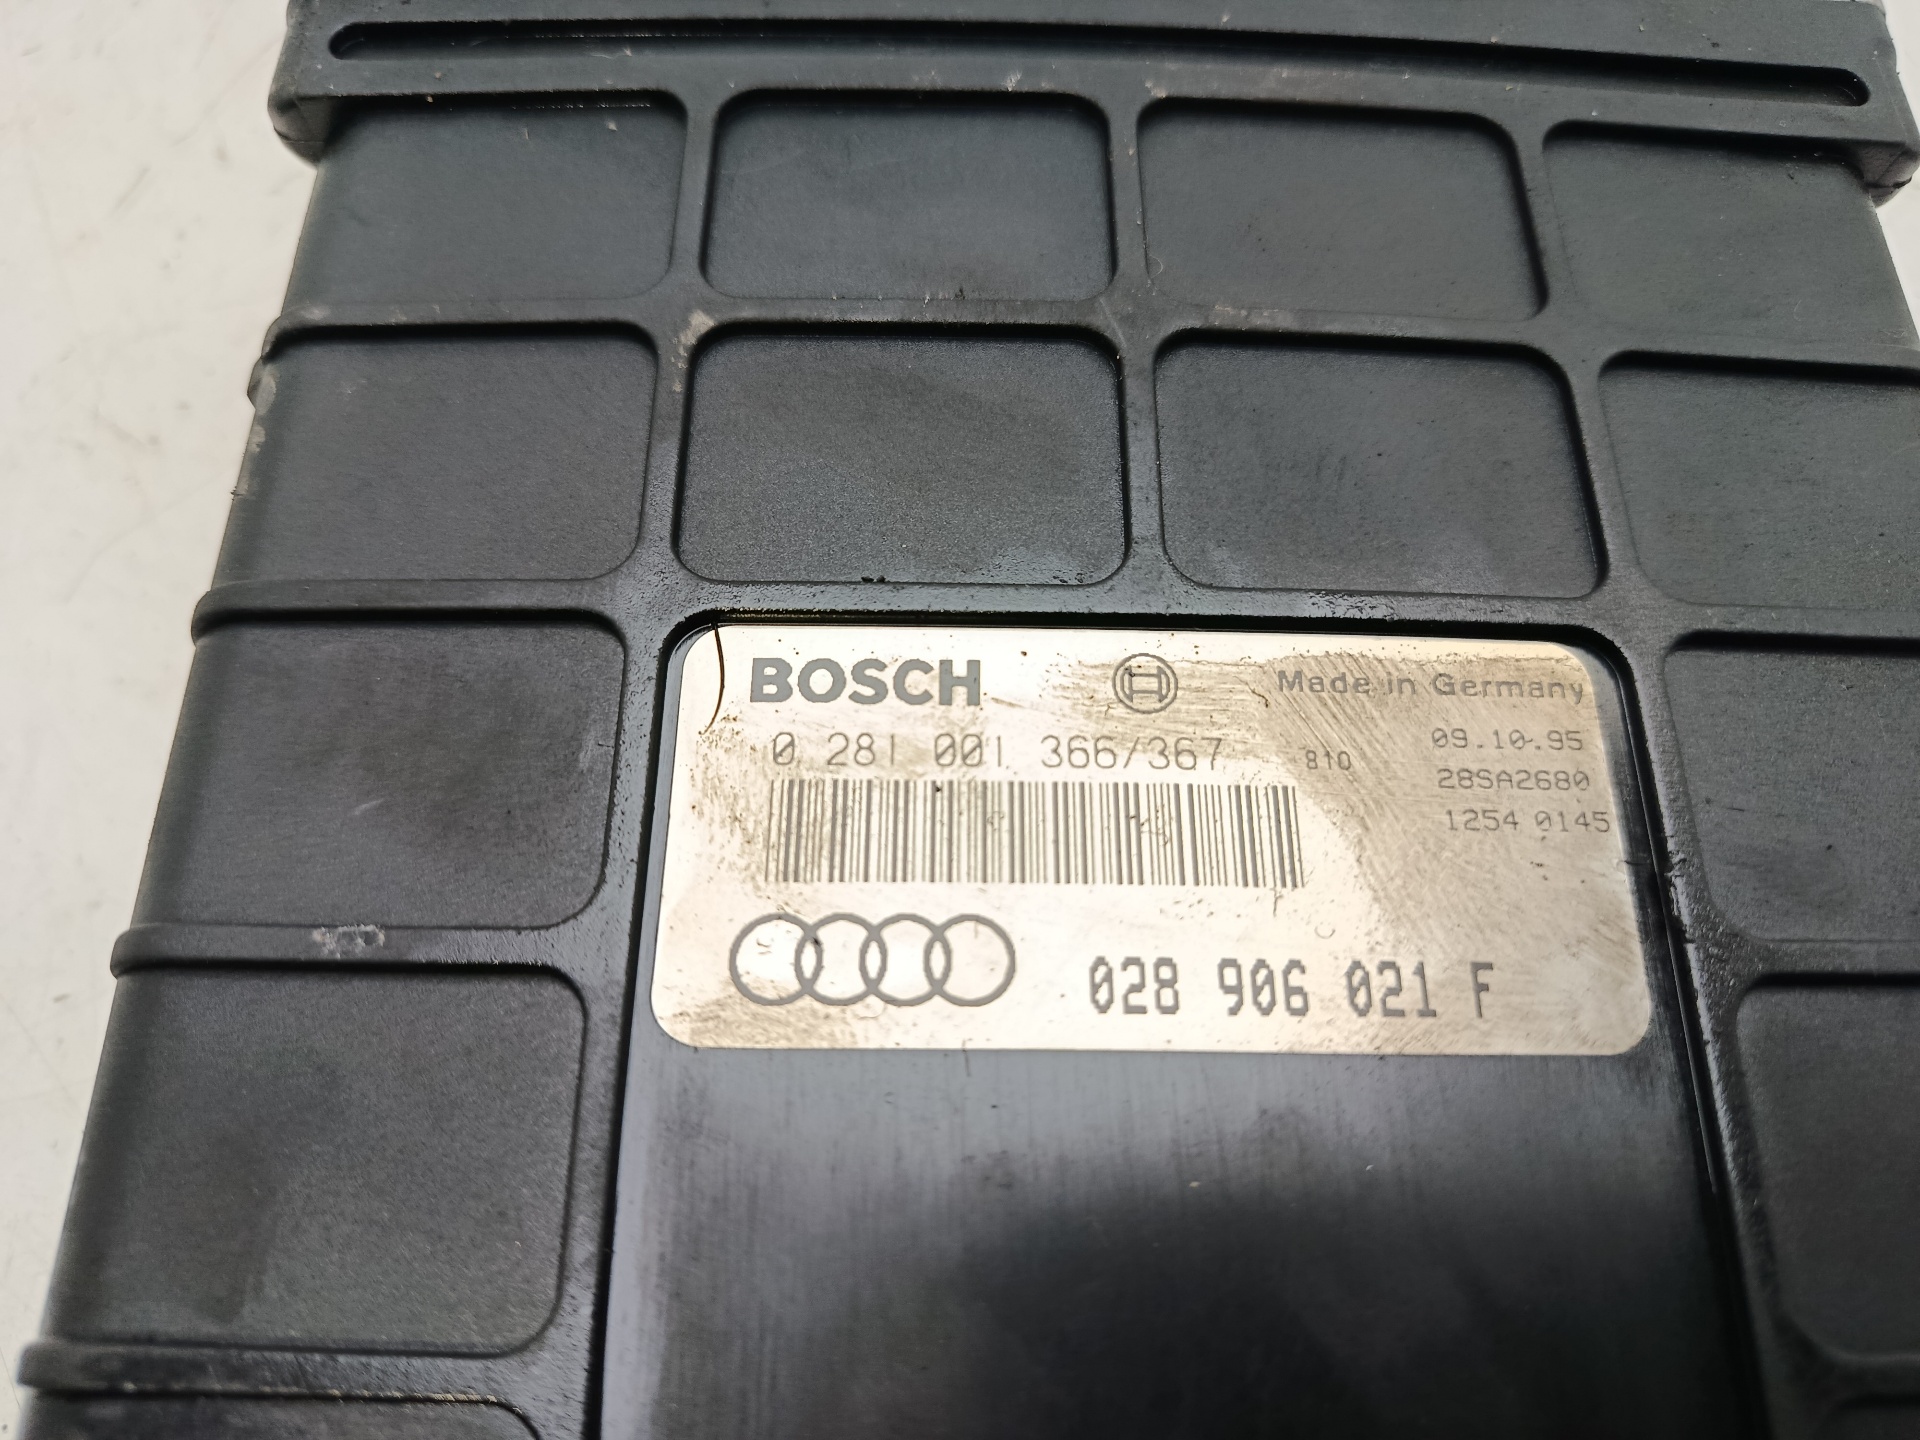 BOSCH Made in Germany
0 281 001 366/367 810 09.10.95
28SA2680
1254 0145
028 906 021 F